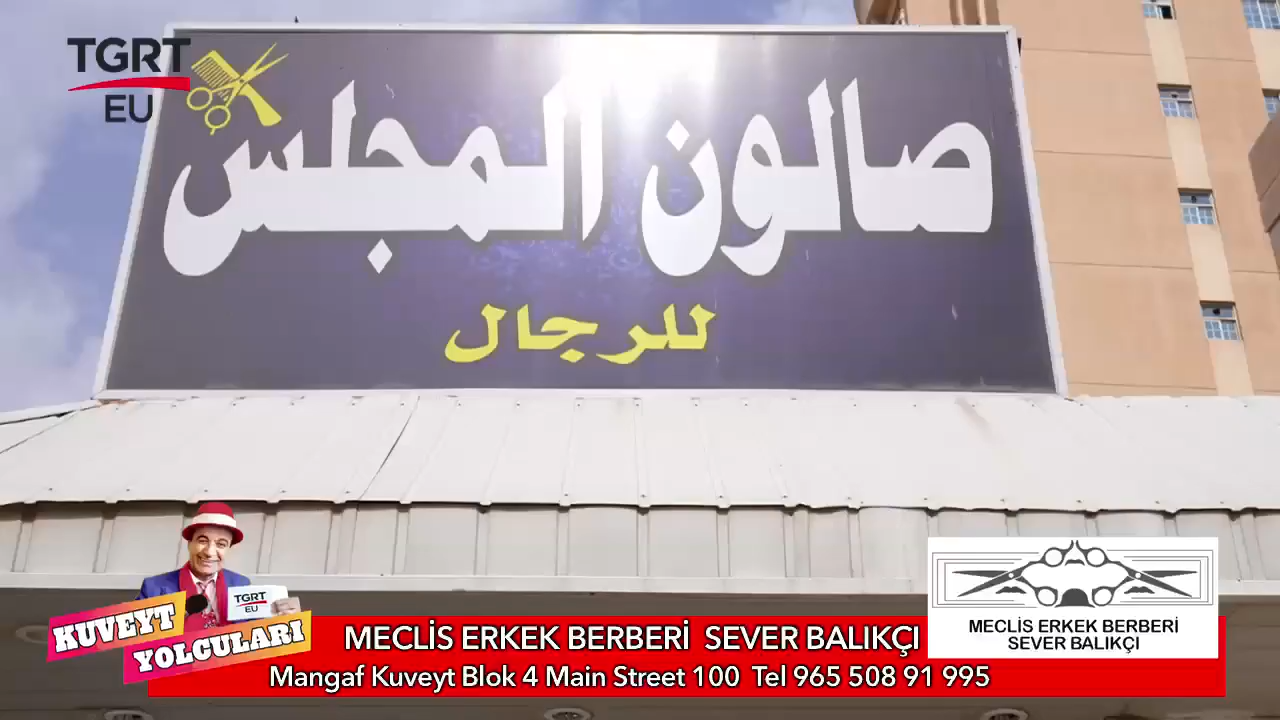 TGRT
EU
صالون المجلس
للرجال
TGRT
EU
KUVEYT
YOLCULARI
MECLİS ERKEK BERBERİ SEVER BALIKÇI
Mangaf Kuveyt Blok 4 Main Street 100 Tel 965 508 91 995
MECLİS ERKEK BERBERİ
SEVER BALIKÇI